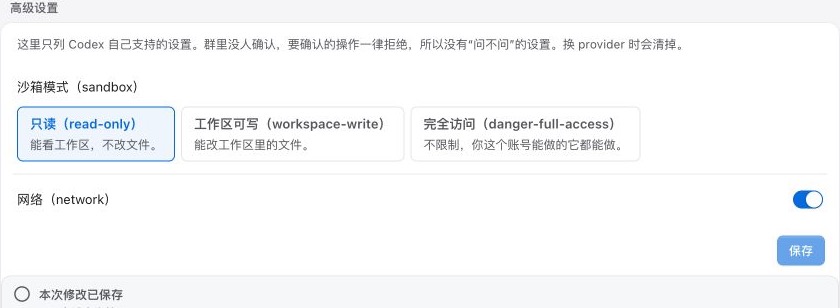 高级设置
这里只列 Codex 自己支持的设置。群里没人确认，要确认的操作一律拒绝，所以没有“问不问”的设置。换 provider 时会清掉。
沙箱模式（sandbox）
只读（read-only）
能看工作区，不改文件。
工作区可写（workspace-write）
能改工作区里的文件。
完全访问（danger-full-access）
不限制，你这个账号能做的它都能做。
网络（network）
保存
本次修改已保存